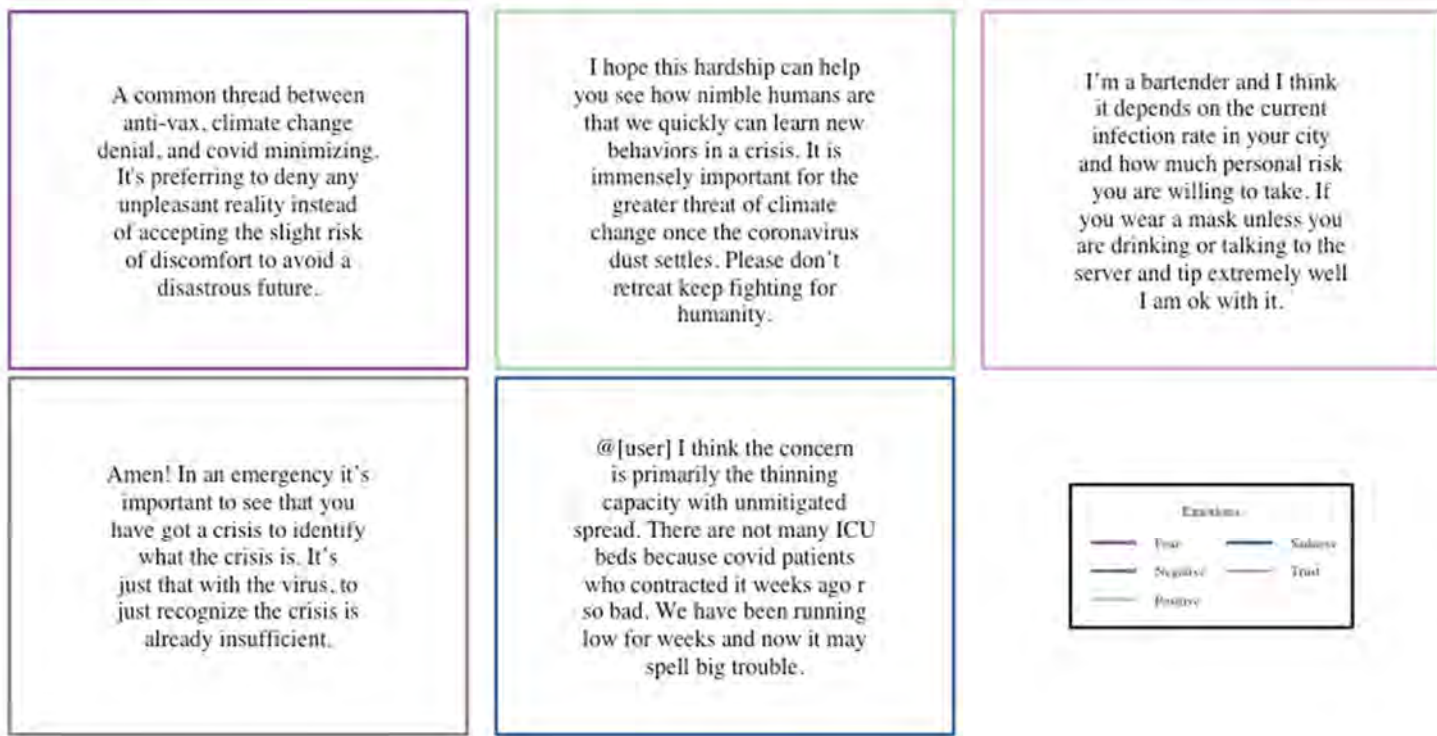 A common thread between
anti-vax, climate change
denial, and covid minimizing.
It's preferring to deny any
unpleasant reality instead
of accepting the slight risk
of discomfort to avoid a
disastrous future.
I hope this hardship can help
you see how nimble humans are
that we quickly can learn new
behaviors in a crisis. It is
immensely important for the
greater threat of climate
change once the coronavirus
dust settles. Please don't
retreat keep fighting for
humanity.
I'm a bartender and I think
it depends on the current
infection rate in your city
and how much personal risk
you are willing to take. If
you wear a mask unless you
are drinking or talking to the
server and tip extremely well
I am ok with it.
Amen! In an emergency it's
important to see that you
have got a crisis to identify
what the crisis is. It's
just that with the virus, to
just recognize the crisis is
already insufficient.
@[user] I think the concern
is primarily the thinning
capacity with unmitigated
spread. There are not many ICU
beds because covid patients
who contracted it weeks ago r
so bad. We have been running
low for weeks and now it may
spell big trouble.
Emotions
Fear
Sadness
Negative
Trust
Positive